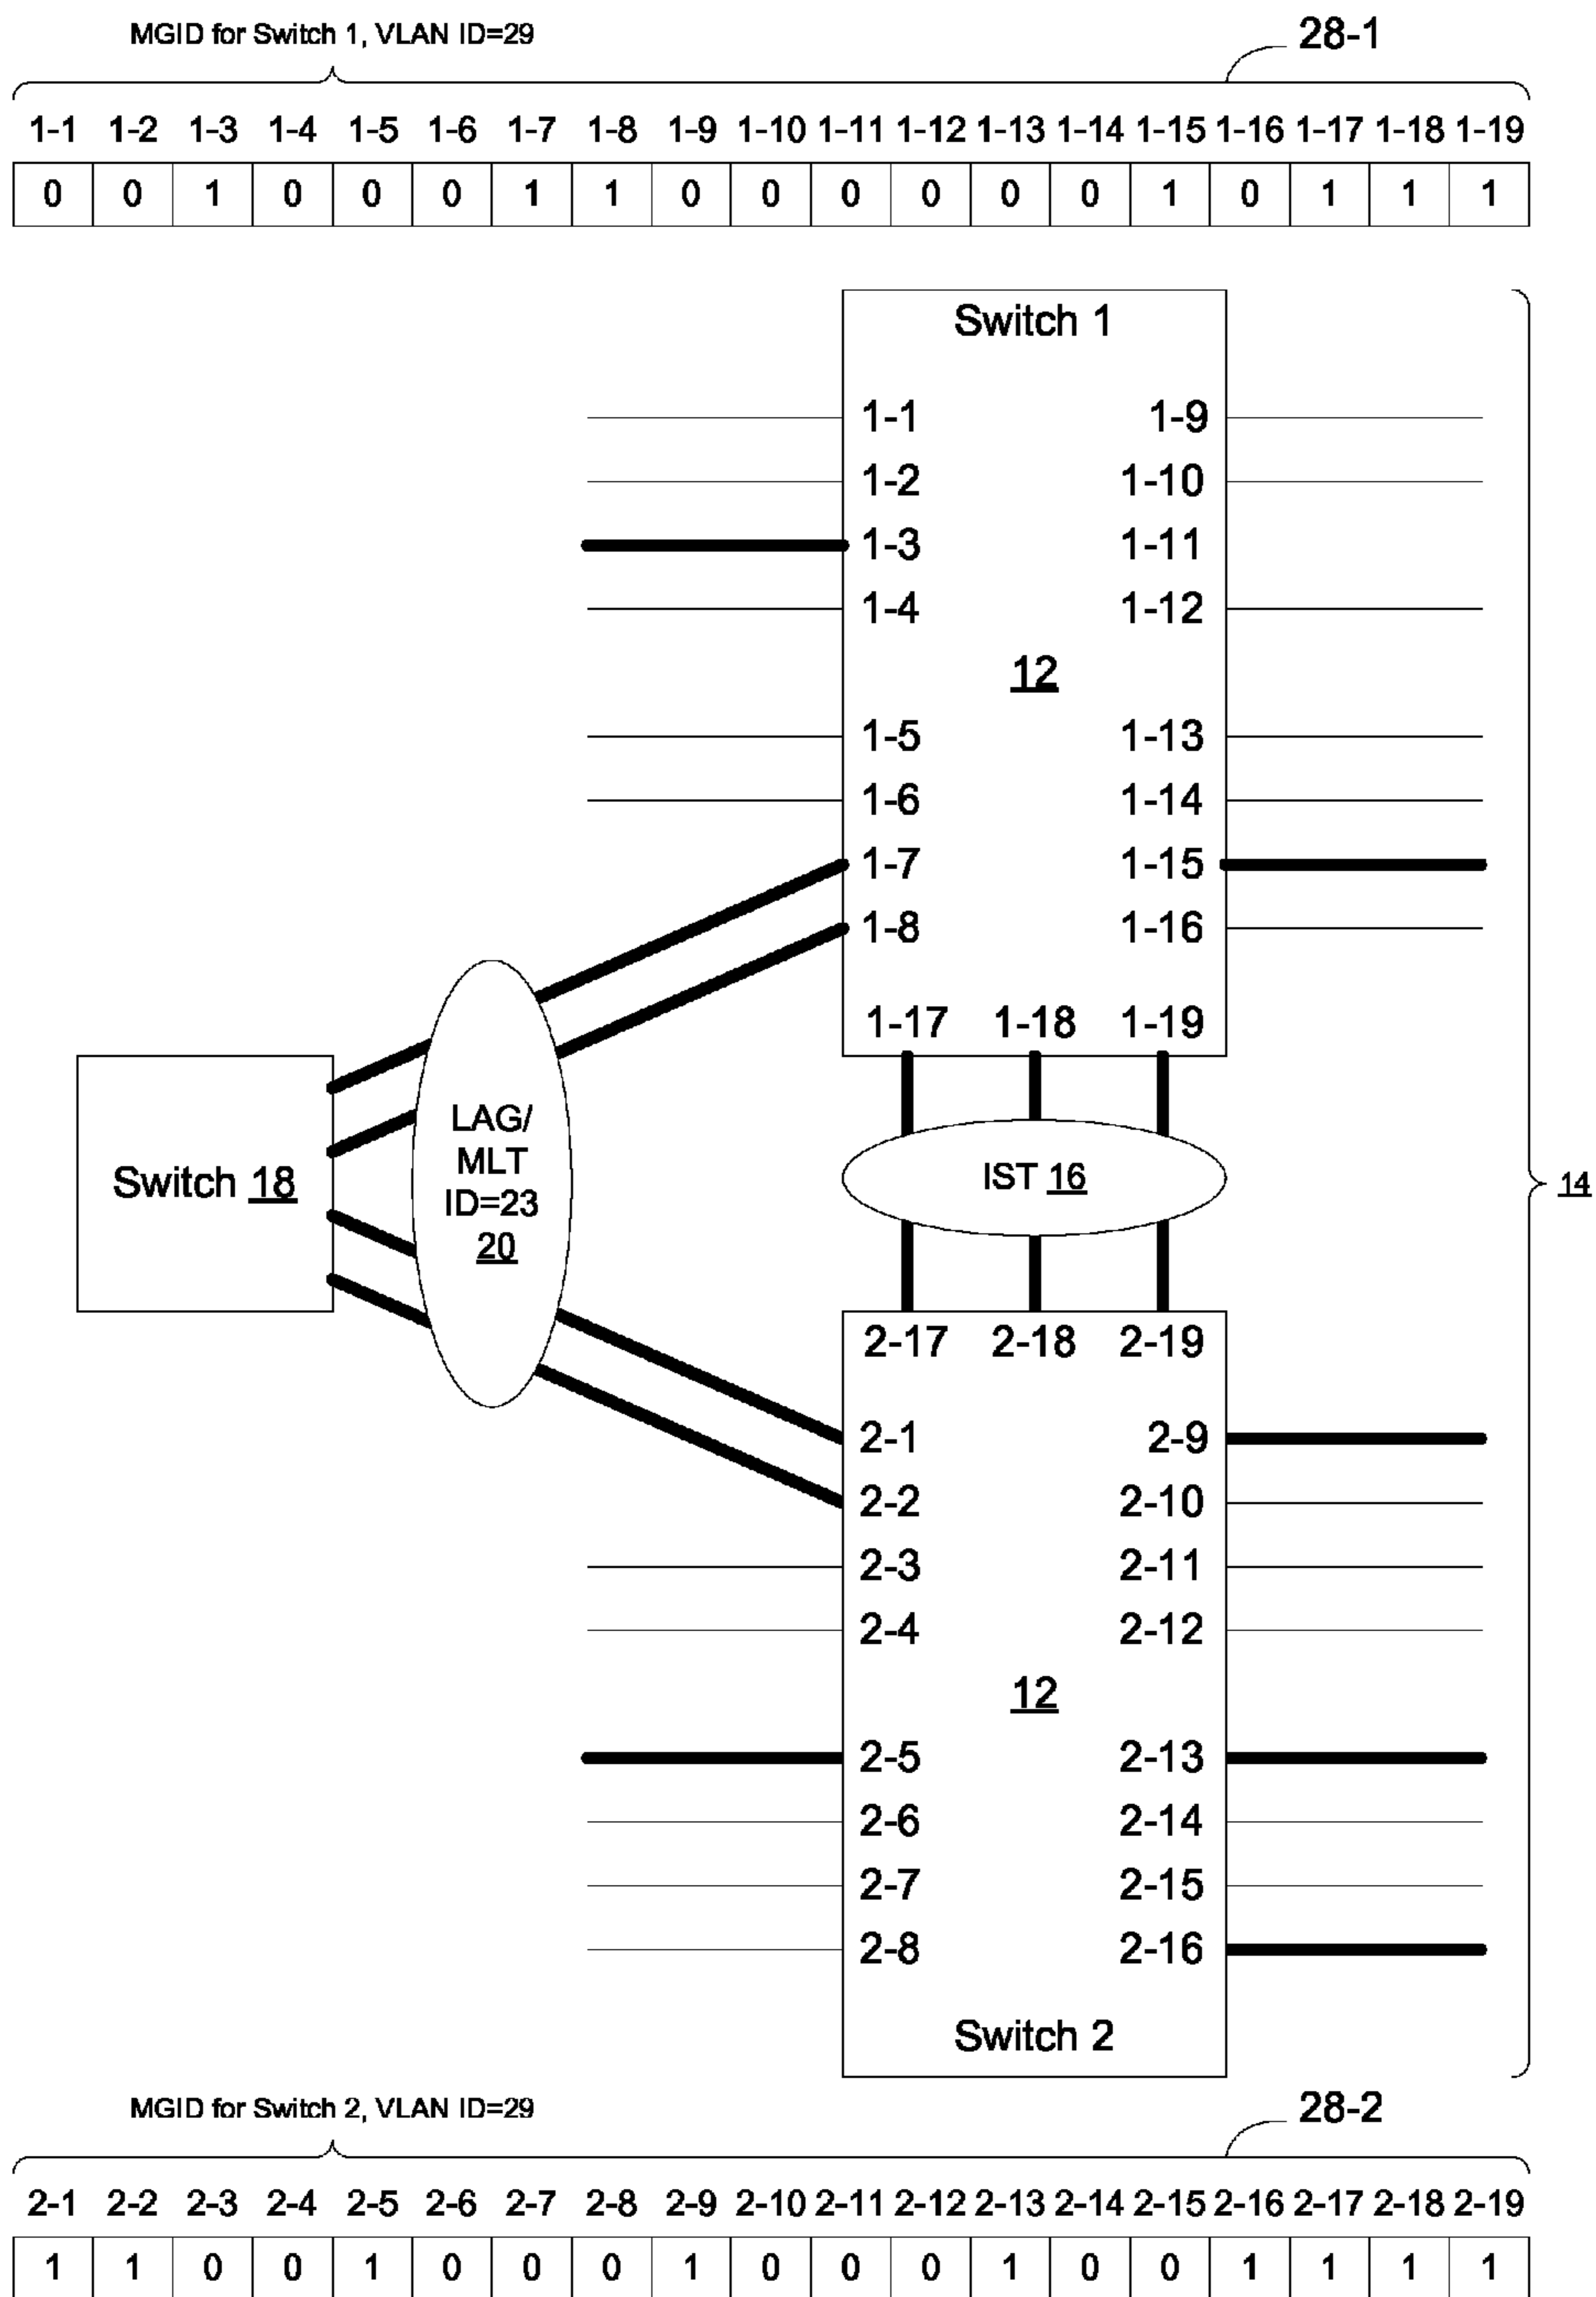 MGID for Switch 1, VLAN ID=29
28-1
1-1 1-2 1-3 1-4 1-5 1-6 1-7 1-8 1-9 1-10 1-11 1-12 1-13 1-14 1-15 1-16 1-17 1-18 1-19
0 0 1 0 0 0 1 1 0 0 0 0 0 0 1 0 1 1 1
Switch 1
1-1 1-9
1-2 1-10
1-3 1-11
1-4 1-12
12
1-5 1-13
1-6 1-14
1-7 1-15
1-8 1-16
1-17 1-18 1-19
Switch 18
LAG/
MLT
ID=23
20
IST 16
14
2-17 2-18 2-19
2-1 2-9
2-2 2-10
2-3 2-11
2-4 2-12
12
2-5 2-13
2-6 2-14
2-7 2-15
2-8 2-16
Switch 2
MGID for Switch 2, VLAN ID=29
28-2
2-1 2-2 2-3 2-4 2-5 2-6 2-7 2-8 2-9 2-10 2-11 2-12 2-13 2-14 2-15 2-16 2-17 2-18 2-19
1 1 0 0 1 0 0 0 1 0 0 0 1 0 0 1 1 1 1